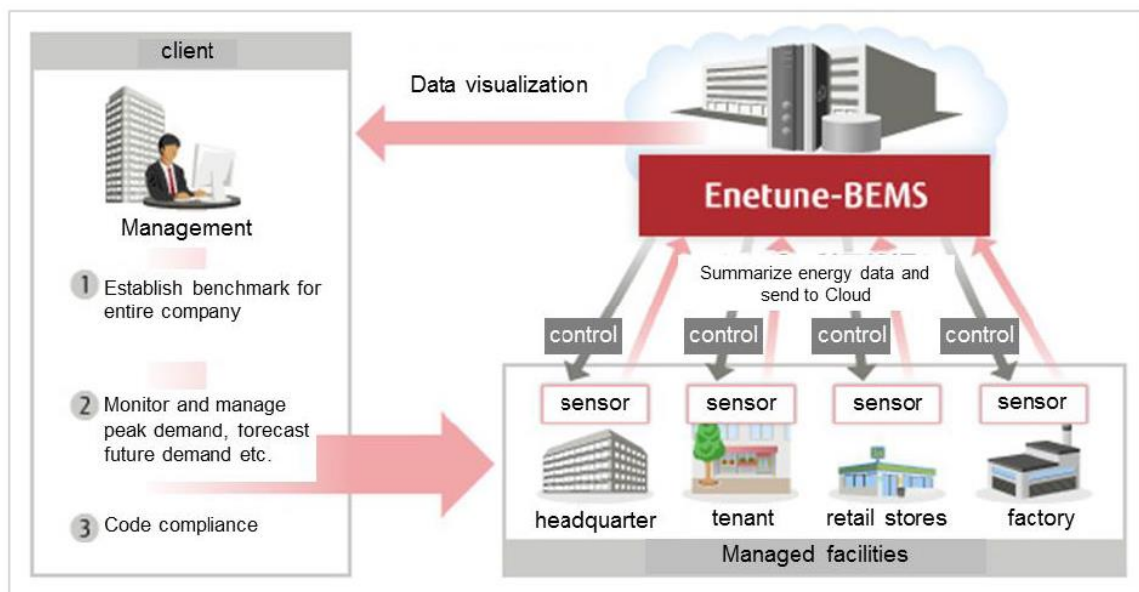 client
Management
1 Establish benchmark for
entire company
2 Monitor and manage
peak demand, forecast
future demand etc.
3 Code compliance
Data visualization
Enetune-BEMS
Summarize energy data and
send to Cloud
control control control control
sensor sensor sensor sensor
headquarter tenant retail stores factory
Managed facilities